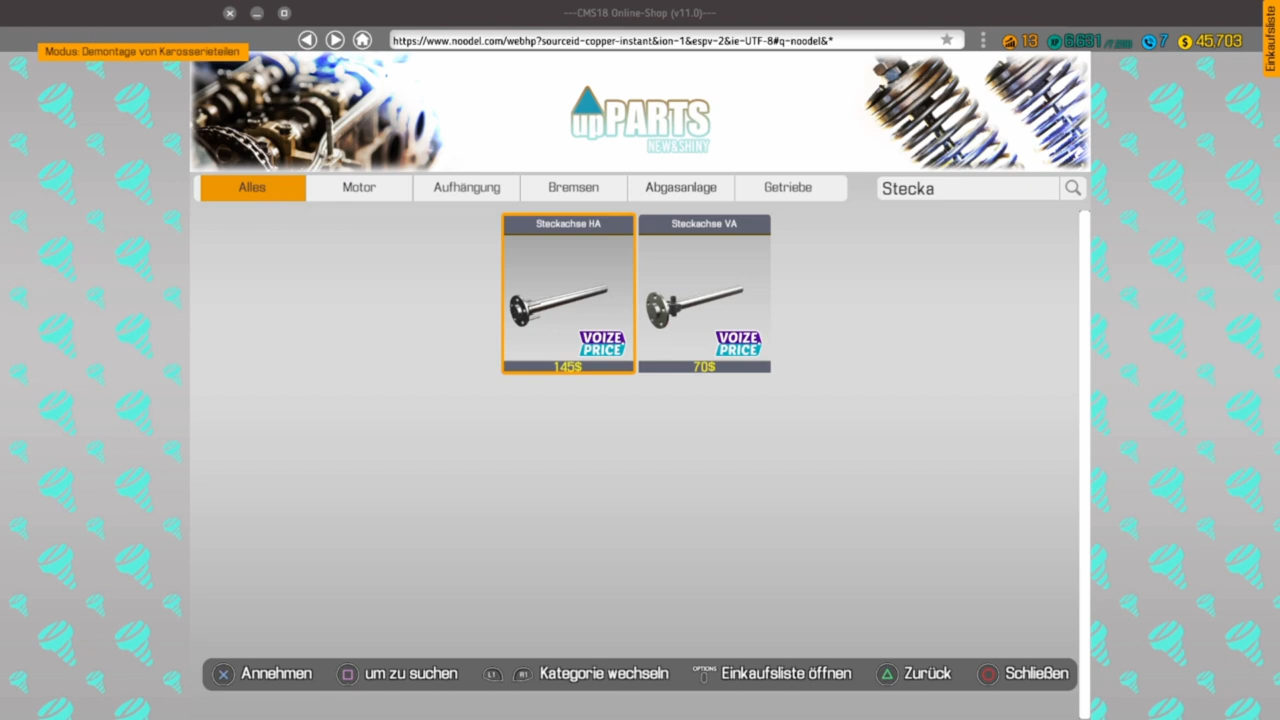 ---CMS18 Online-Shop (v11.0)---
https://www.noodel.com/webhp?sourceid-copper-instant&ion-1&espv-2&ie-UTF-8#q-noodel&*
13
6,631
7
$ 45,703
Einkaufsliste
Modus: Demontage von Karosserieteilen
upPARTS
NEW&SHINY
Alles
Motor
Aufhängung
Bremsen
Abgasanlage
Getriebe
Stecka
Steckachse HA
Steckachse VA
VOIZE
PRICE
VOIZE
PRICE
145$
70$
Annehmen
um zu suchen
L1
R1
Kategorie wechseln
OPTIONS
Einkaufsliste öffnen
Zurück
Schließen